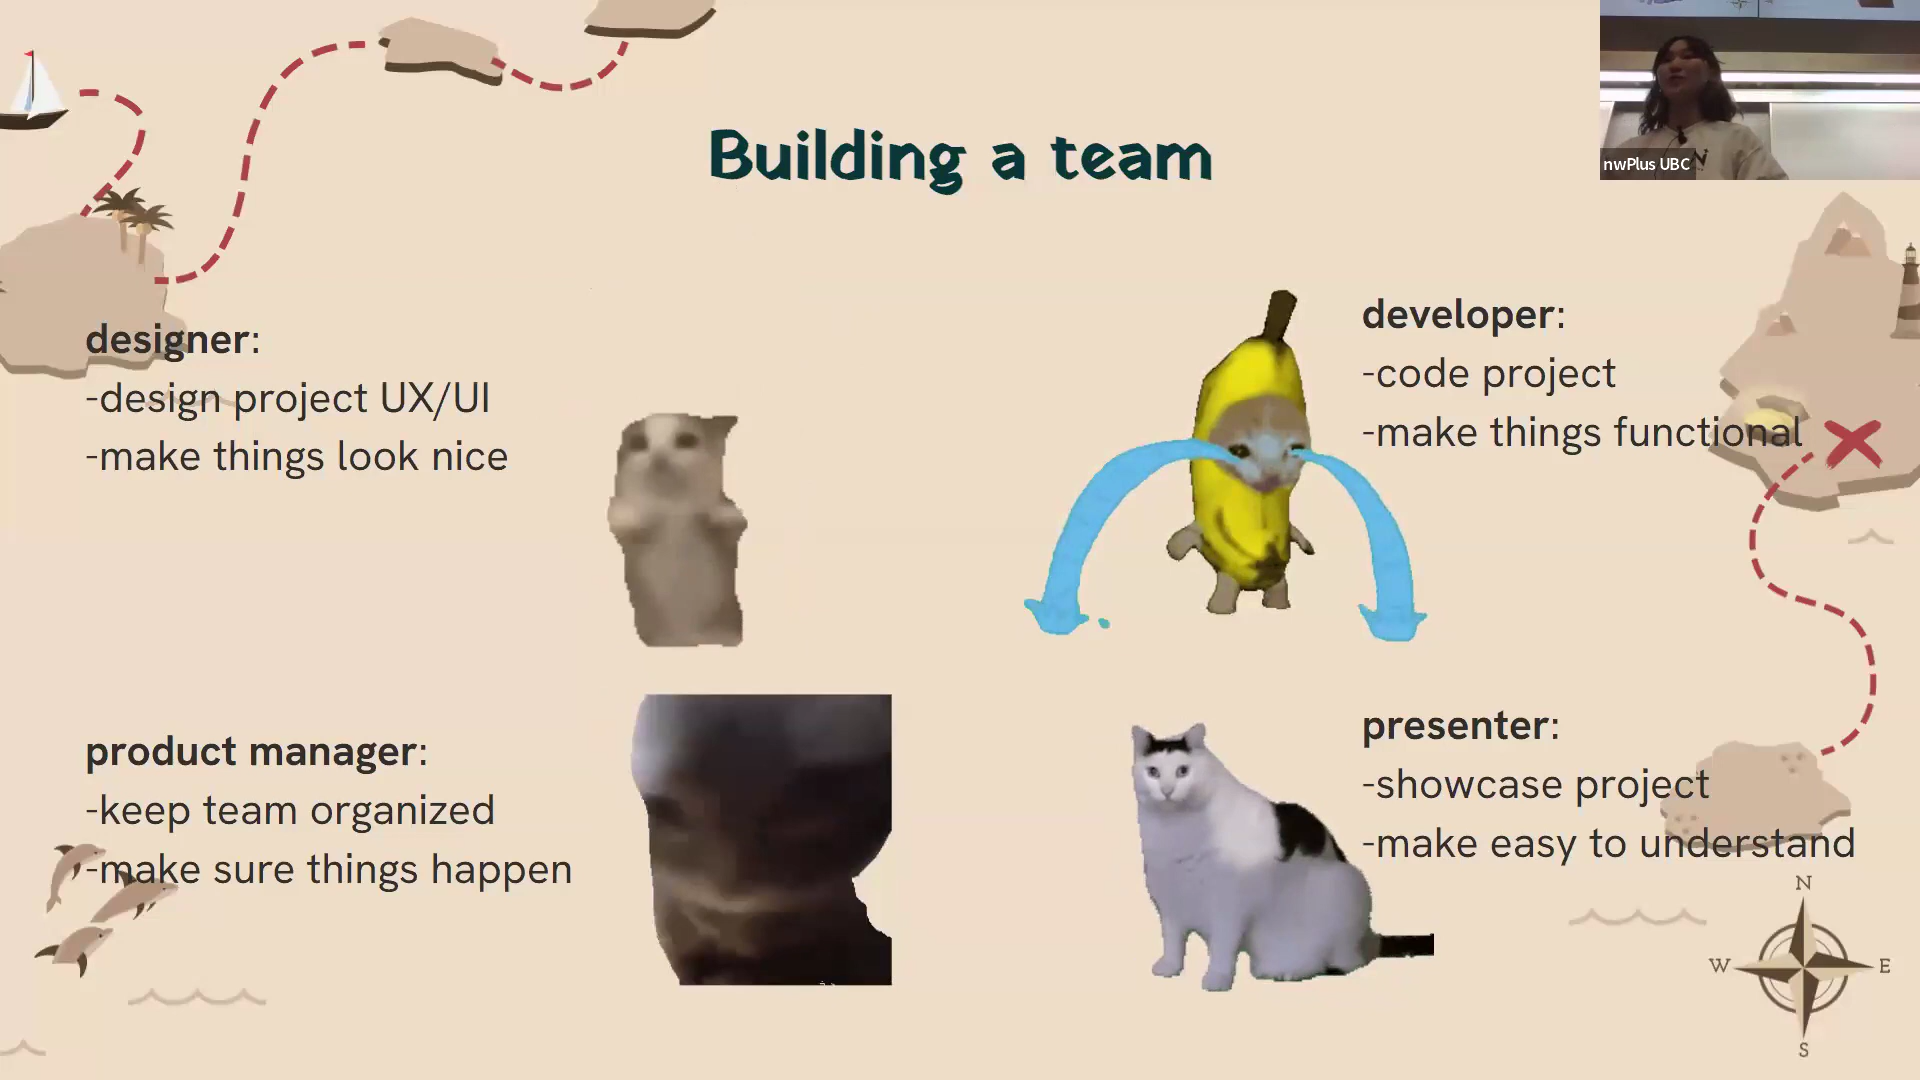 Building a team
nwPlus UBC
designer:
-design project UX/UI
-make things look nice
developer:
-code project
-make things functional
product manager:
-keep team organized
-make sure things happen
presenter:
-showcase project
-make easy to understand
N
W
E
S